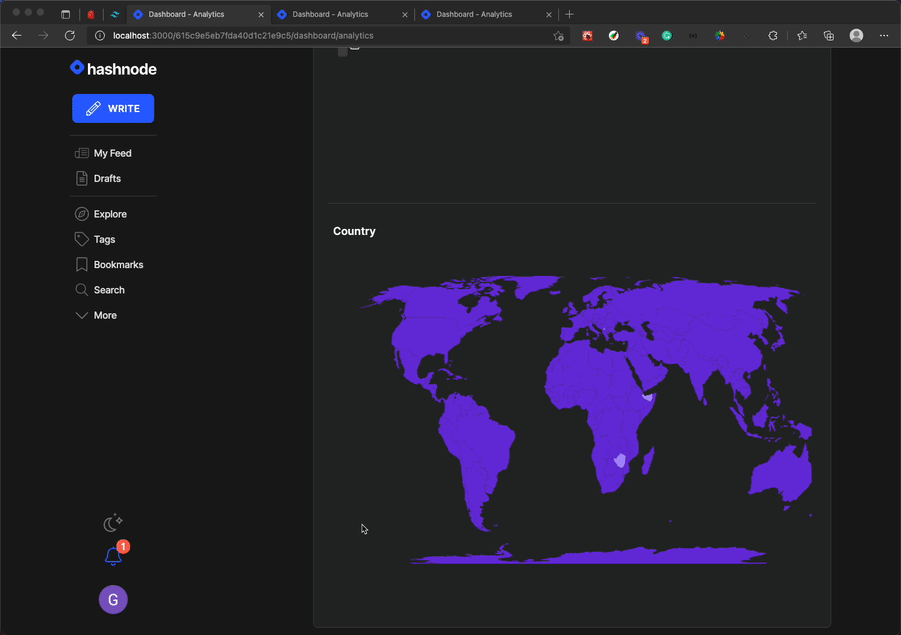 Dashboard - Analytics
Dashboard - Analytics
Dashboard - Analytics
localhost:3000/615c9e5eb7fda40d1c21e9c5/dashboard/analytics
2
hashnode
WRITE
My Feed
Drafts
Explore
Tags
Bookmarks
Search
More
1
G
Country